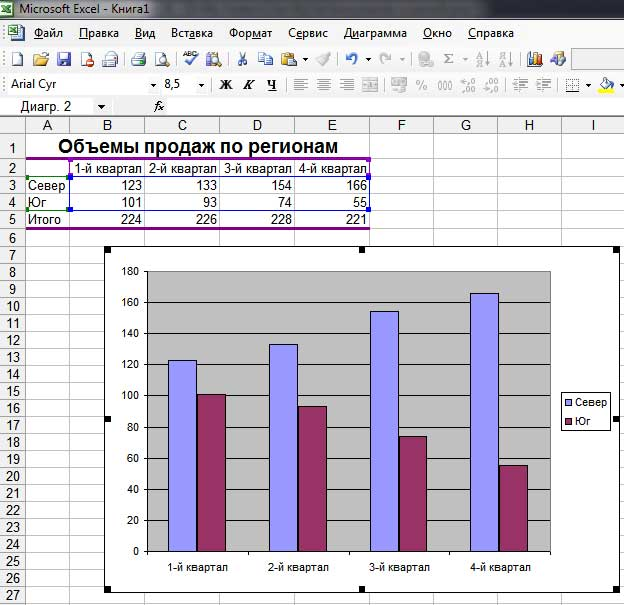 Microsoft Excel - Книга1
Файл Правка Вид Вставка Формат Сервис Диаграмма Окно Справка
Arial Cyr 8,5 Ж К Ч % 000
Диагр. 2 fx
A B C D E F G H I
1 Объемы продаж по регионам
2 1-й квартал 2-й квартал 3-й квартал 4-й квартал
3 Север 123 133 154 166
4 Юг 101 93 74 55
5 Итого 224 226 228 221
6
7
8
9
10
11
12
13
14
15
16
17
18
19
20
21
22
23
24
25
26
27
180
160
140
120
100
80
60
40
20
0
1-й квартал 2-й квартал 3-й квартал 4-й квартал
Север
Юг